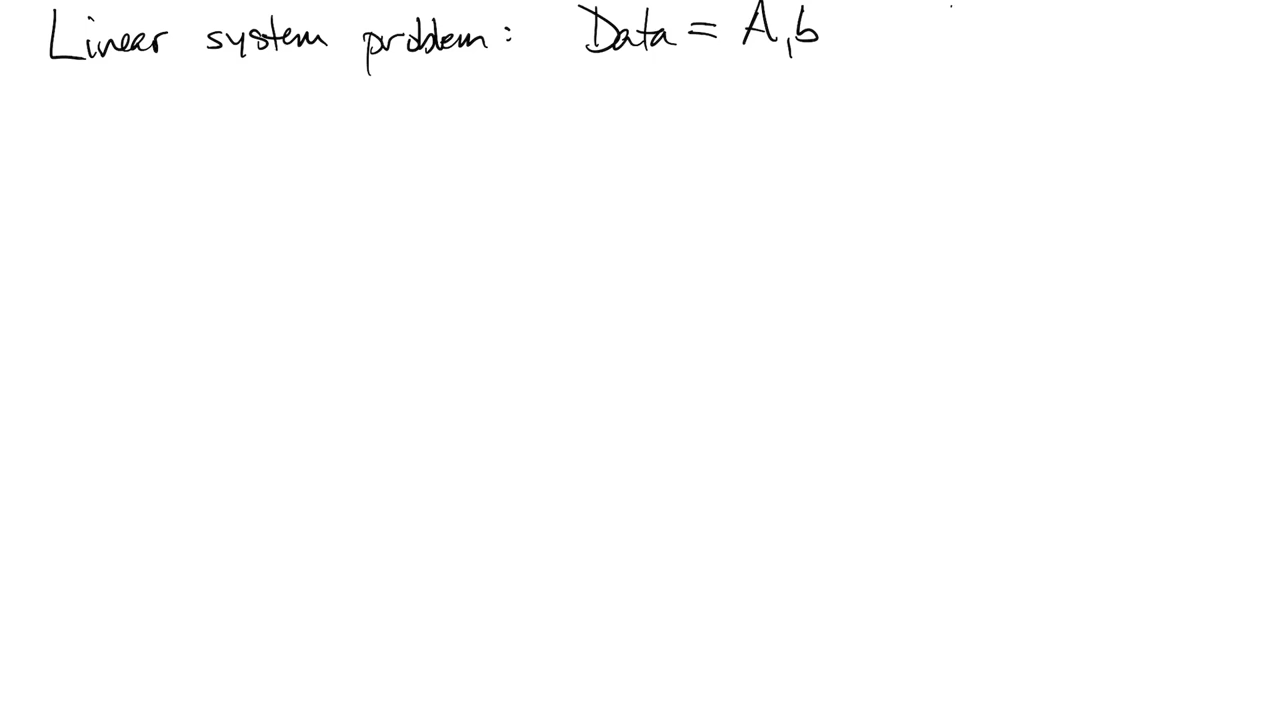 Linear system problem: Data = A, b